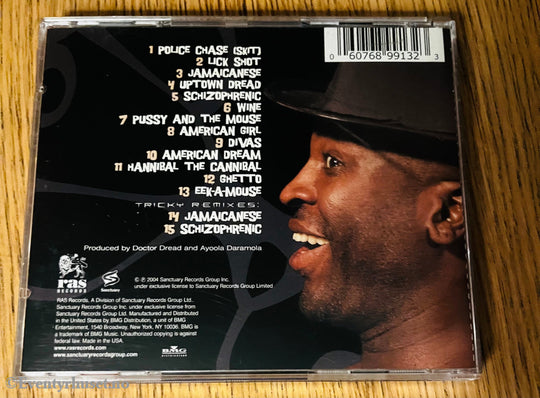 1 POLICE CHASE (SKIT)
2 LICK SHOT
3 JAMAICANESE
4 UPTOWN DREAD
5 SCHIZOPHRENIC
6 WINE
7 PUSSY AND THE MOUSE
8 AMERICAN GIRL
9 DIVAS
10 AMERICAN DREAM
11 HANNIBAL THE CANNIBAL
12 GHETTO
13 EEK-A-MOUSE
TRICKY REMIXES:
14 JAMAICANESE
15 SCHIZOPHRENIC
Produced by Doctor Dread and Ayoola Daramola
0 60768 99132 3
ras
RECORDS
Sanctuary
℗ © 2004 Sanctuary Records Group Inc.
under exclusive license to Sanctuary Records Group Limited
RAS Records, A Division of Sanctuary Records Group Ltd..
Sanctuary Records Group Inc. under exclusive license from
Sanctuary Records Group Ltd. Manufactured and Distributed
in the United States by BMG Distribution, a unit of BMG
Entertainment, 1540 Broadway, New York, NY 10036. BMG is
a trademark of BMG Music. Unauthorized copying is against
federal law. Made in the USA.
www.rasrecords.com
www.sanctuaryrecordsgroup.com
BMG
DISTRIBUTION